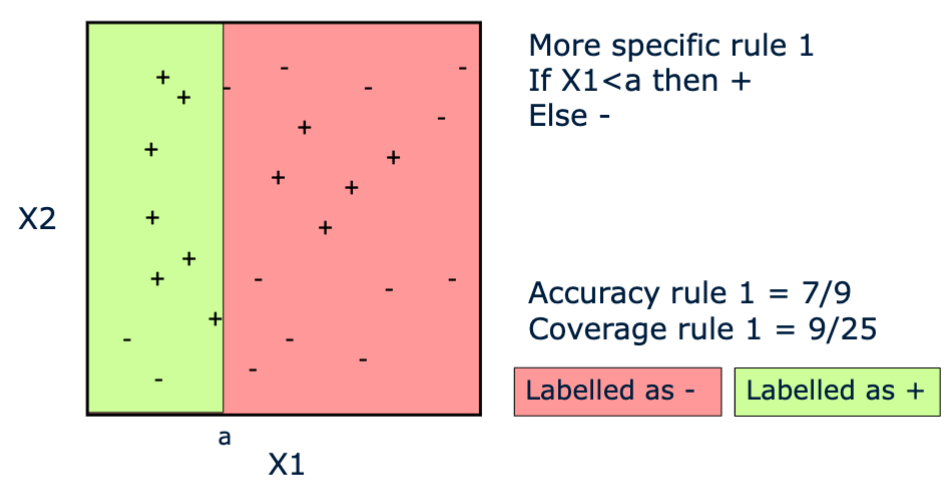 More specific rule 1
If X1<a then +
Else -
X2
Accuracy rule 1 = 7/9
Coverage rule 1 = 9/25
Labelled as -
Labelled as +
a
X1